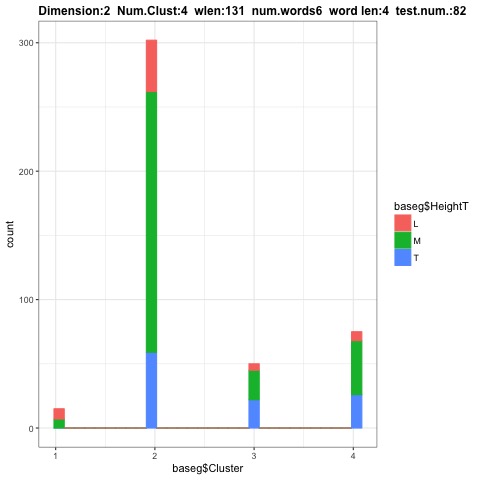 Dimension:2 Num.Clust:4 wlen:131 num.words6 word len:4 test.num.:82
300
200
100
0
count
1 2 3 4
baseg$Cluster
baseg$HeightT
L
M
T